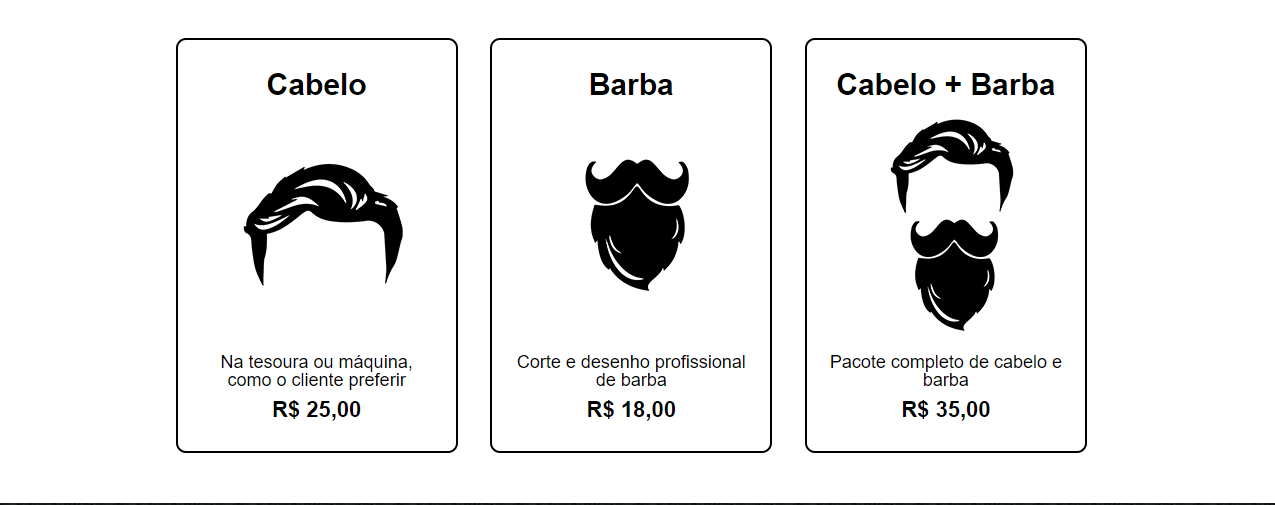 Cabelo
Na tesoura ou máquina,
como o cliente preferir
R$ 25,00
Barba
Corte e desenho profissional
de barba
R$ 18,00
Cabelo + Barba
Pacote completo de cabelo e
barba
R$ 35,00